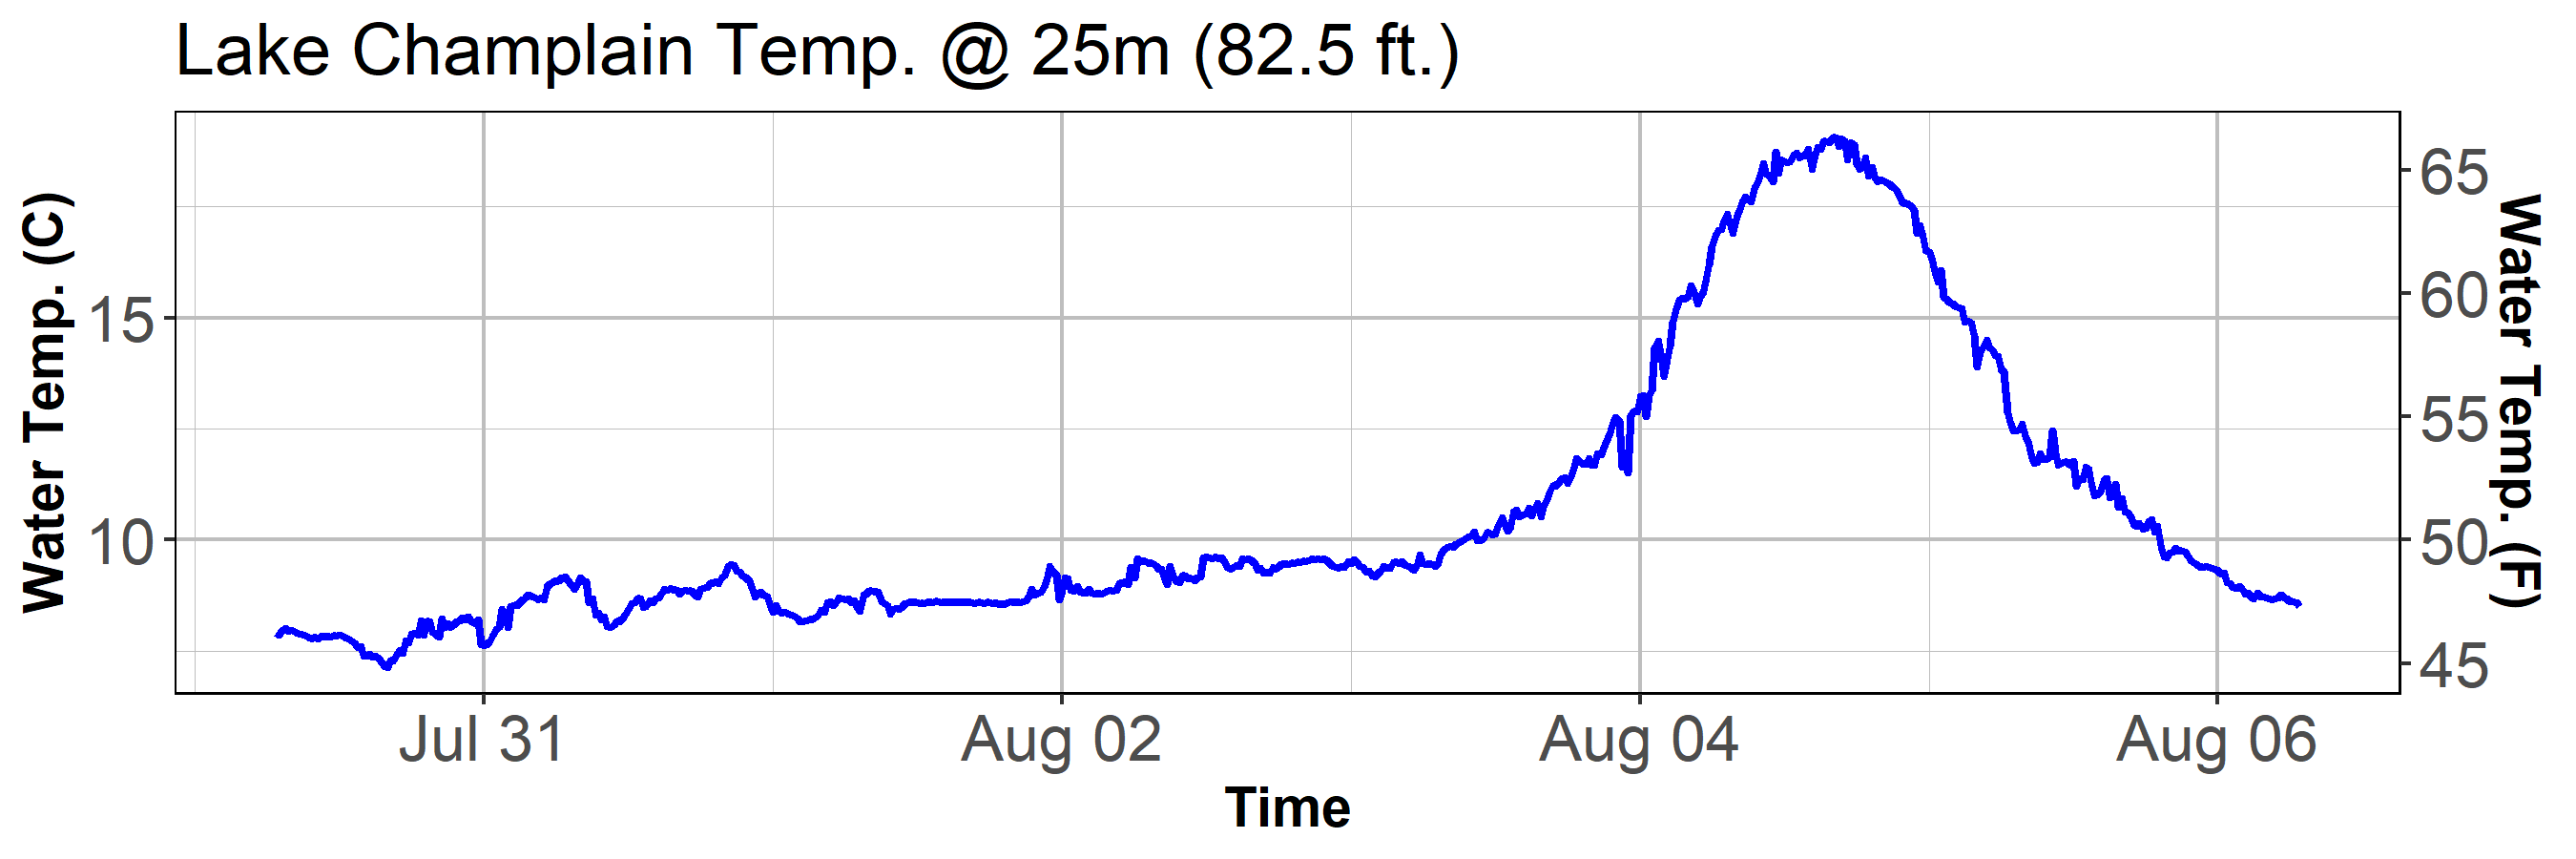 Lake Champlain Temp. @ 25m (82.5 ft.)
Water Temp. (C)
15
10
65
60
55
50
45
Water Temp. (F)
Jul 31
Aug 02
Aug 04
Aug 06
Time